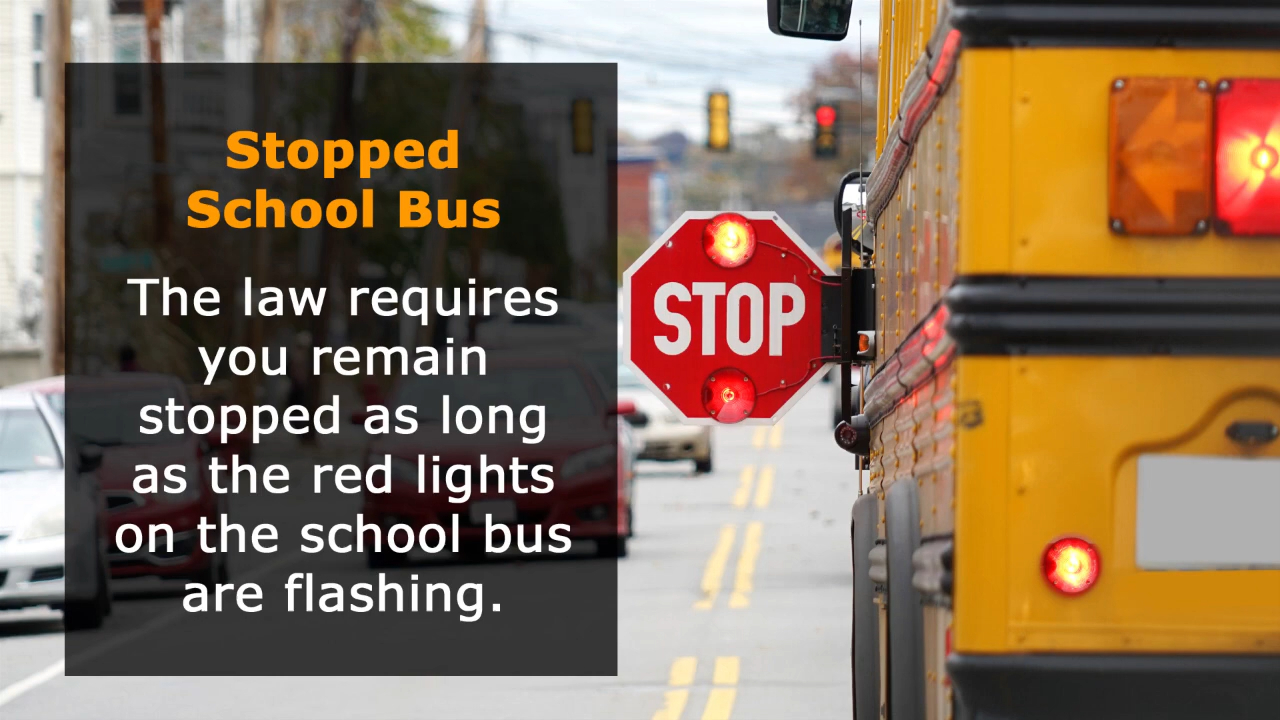 Stopped
School Bus
The law requires
you remain
stopped as long
as the red lights
on the school bus
are flashing.
STOP